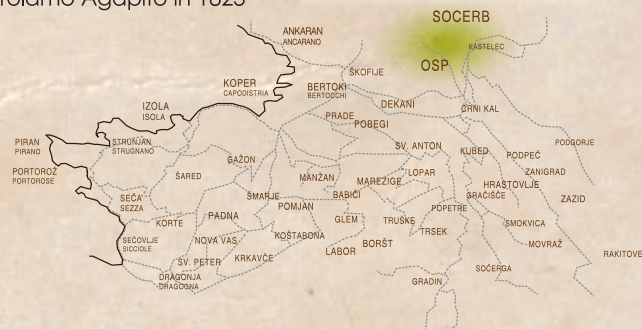 rolamo Agapito in 1823
SOCERB
ANKARAN
ANCARANO
KASTELEC
OSP
ŠKOFIJE
KOPER
CAPODISTRIA
BERTOKI
BERTOCCHI
IZOLA
ISOLA
DEKANI
ČRNI KAL
PRADE
POBEGI
PIRAN
PIRANO
STRUNJAN
STRUGNANO
SV. ANTON
KUBED
PODPEČ
PODGORJE
GAŽON
PORTOROŽ
PORTOROSE
ŠARED
MANŽAN
MAREZIGE
LOPAR
ZANIGRAD
HRASTOVLJE
SEČA
SEZZA
ŠMARJE
BABIČI
GRAČIŠČE
ZAZID
POMJAN
POPETRE
PADNA
GLEM
TRUŠKE
KORTE
SMOKVICA
TRSEK
SEČOVLJE
SICCIOLE
NOVA VAS
KOŠTABONA
BORŠT
MOVRAŽ
LABOR
RAKITOVE
SV. PETER
KRKAVČE
SOČERGA
DRAGONJA
DRAGOGNA
GRADIN